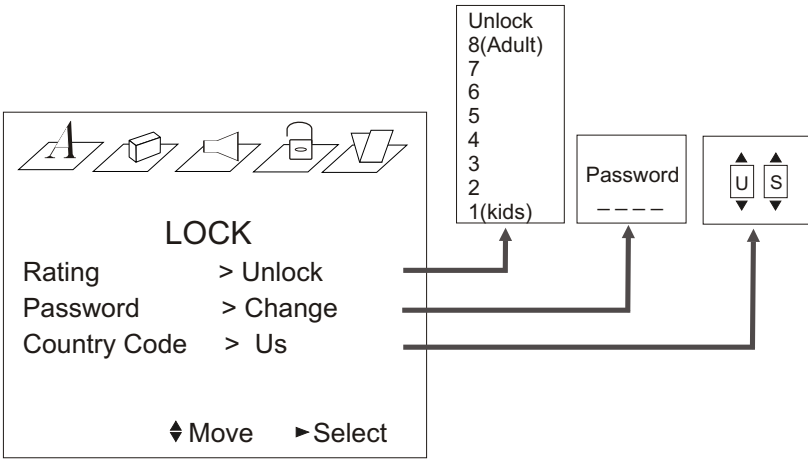 Unlock
8(Adult)
7
6
5
4
3
2
1(kids)
Password
_ _ _ _
U S
A
LOCK
Rating > Unlock
Password > Change
Country Code > Us
Move Select